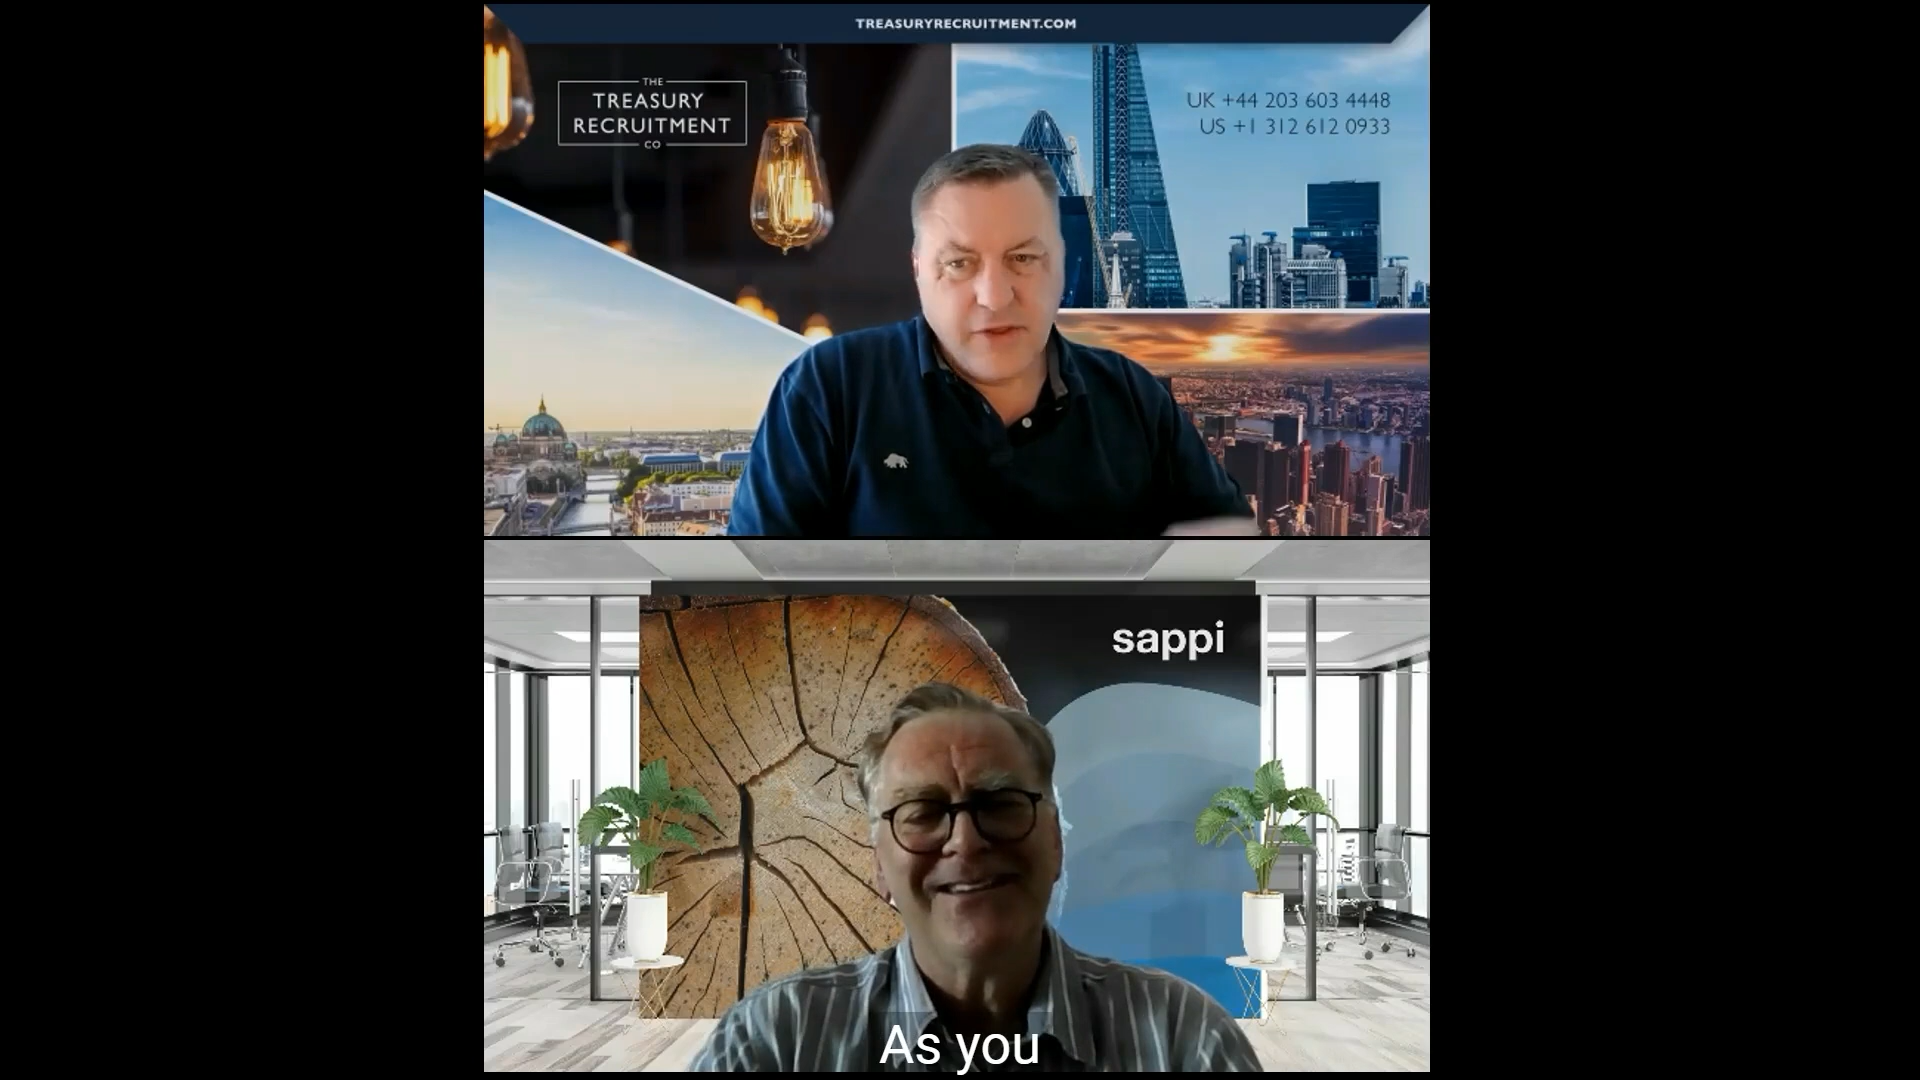 TREASURYRECRUITMENT.COM
THE
TREASURY
RECRUITMENT
CO
UK +44 203 603 4448
US +1 312 612 0933
sappi
As you